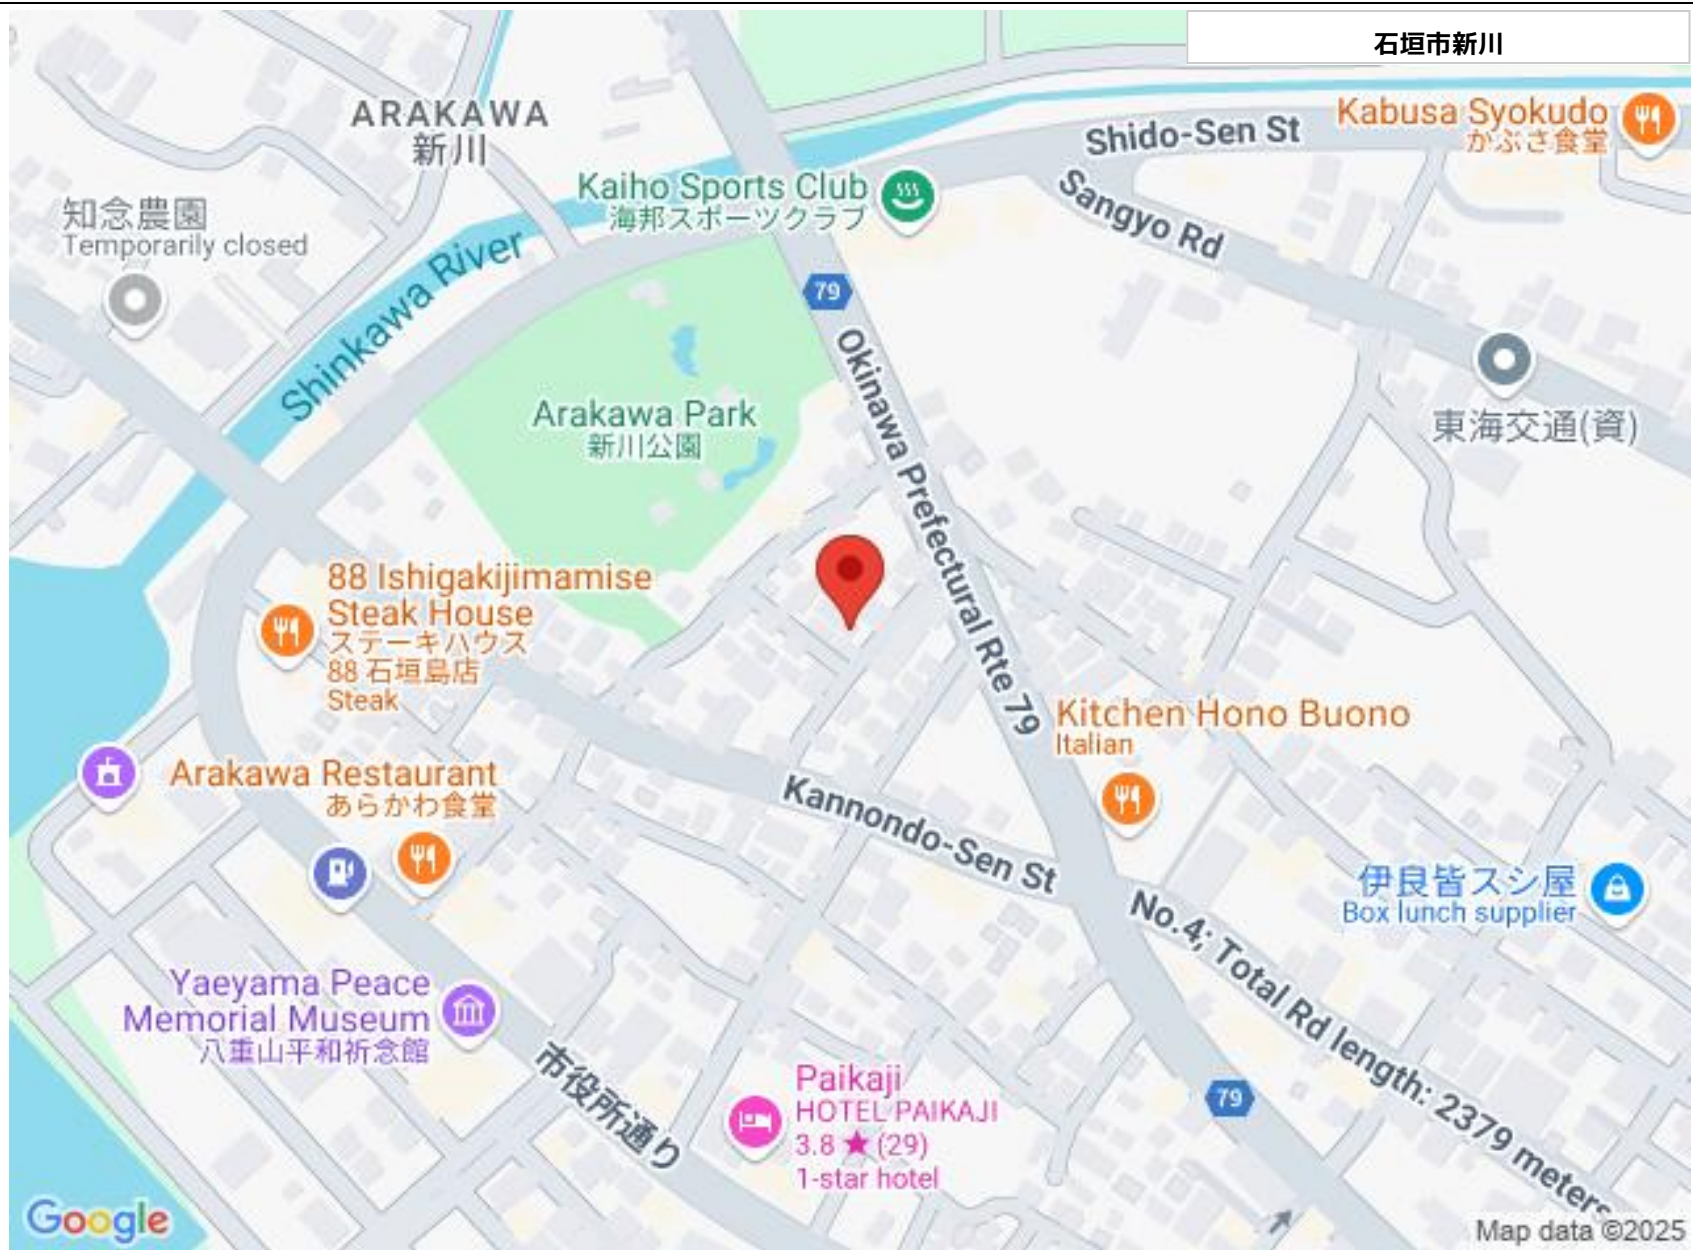 石垣市新川
ARAKAWA
新川
Kabusa Syokudo
かぶさ食堂
Shido-Sen St
Kaiho Sports Club
海邦スポーツクラブ
Sangyo Rd
知念農園
Temporarily closed
Shinkawa River
79
Okinawa Prefectural Rte 79
Arakawa Park
新川公園
東海交通(資)
88 Ishigakijimamise
Steak House
ステーキハウス
88 石垣島店
Steak
Kitchen Hono Buono
Italian
Arakawa Restaurant
あらかわ食堂
Kannondo-Sen St
伊良皆スシ屋
Box lunch supplier
No.4; Total Rd length: 2379 meters
Yaeyama Peace
Memorial Museum
八重山平和祈念館
市役所通り
Paikaji
HOTEL PAIKAJI
3.8 ★ (29)
1-star hotel
79
Google
Map data ©2025